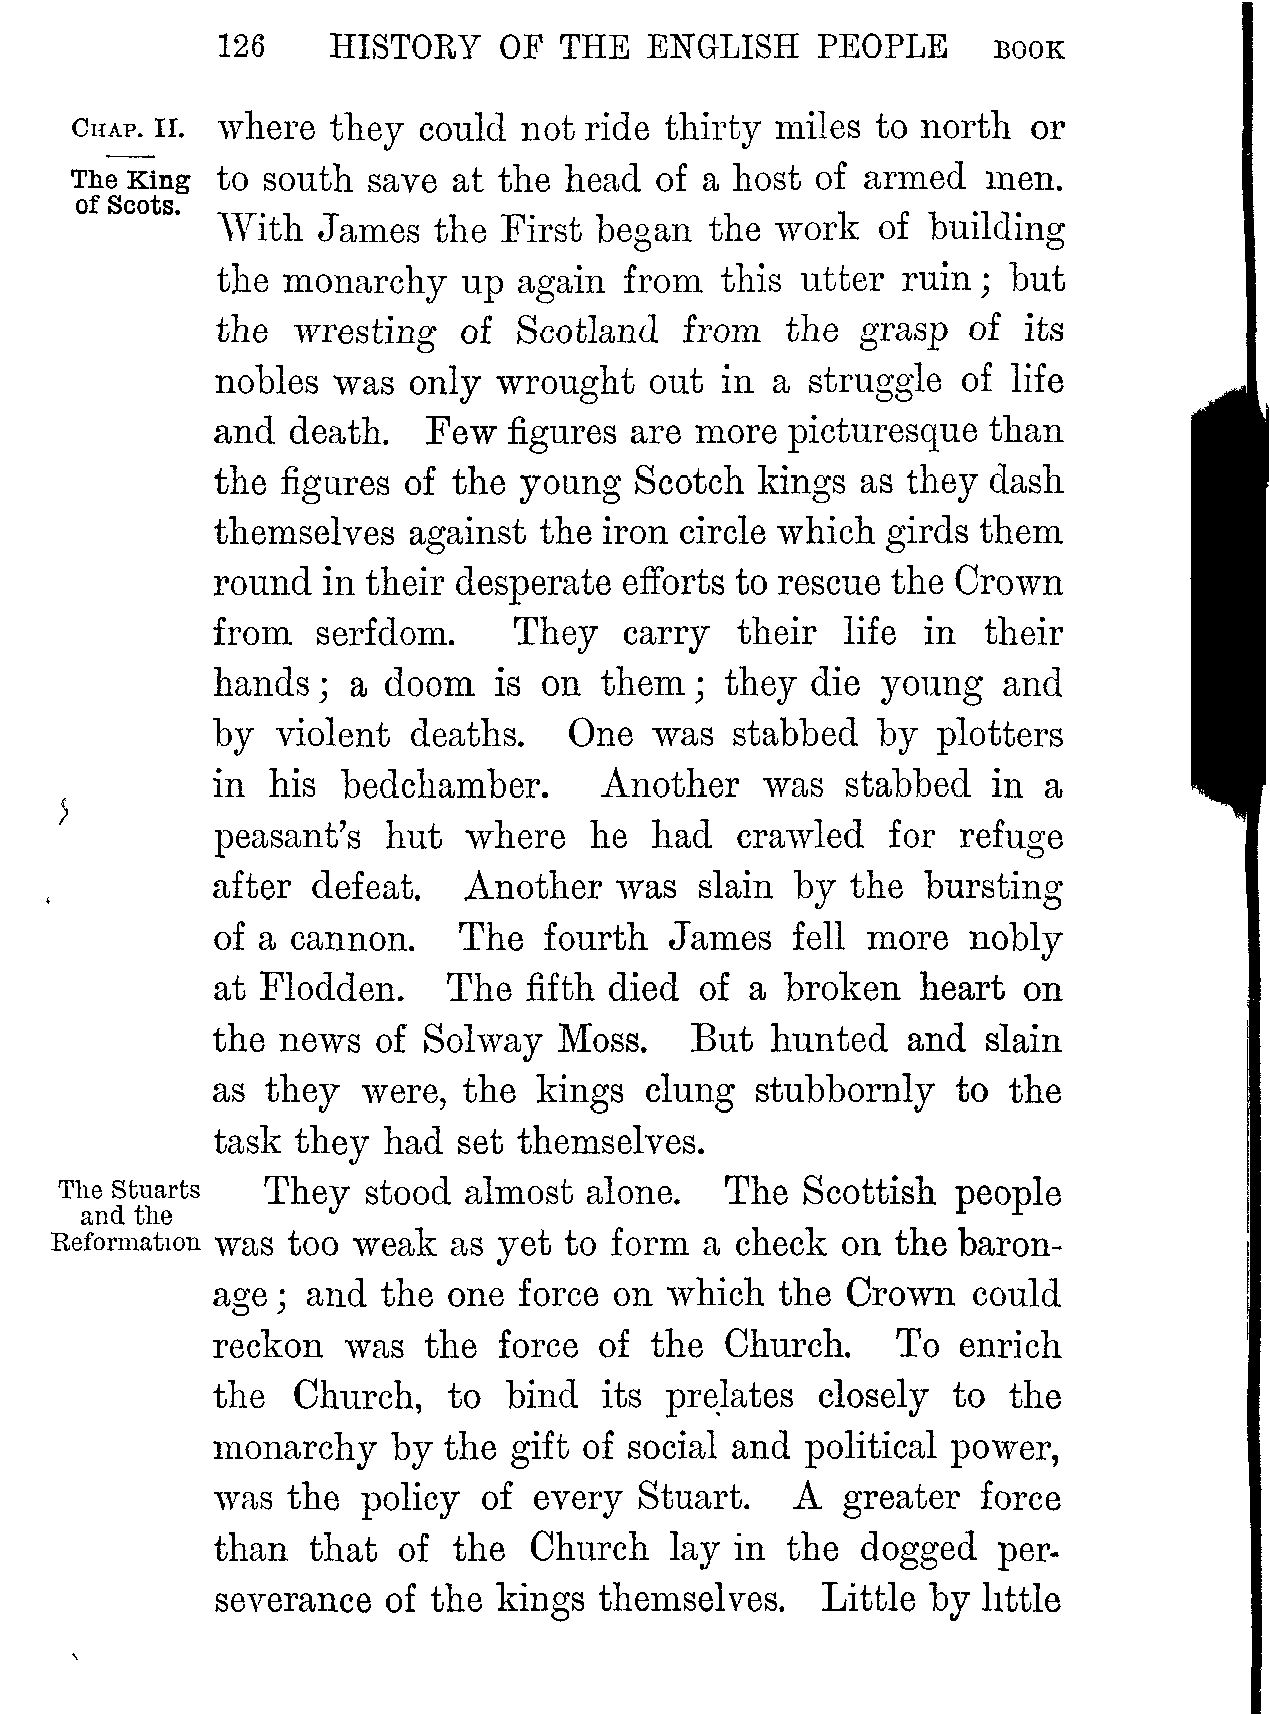 126 HISTORY OF THE ENGLISH PEOPLE BOOK
CHAP. II.
The King
of Scots.
where they could not ride thirty miles to north or
to south save at the head of a host of armed men.
With James the First began the work of building
the monarchy up again from this utter ruin; but
the wresting of Scotland from the grasp of its
nobles was only wrought out in a struggle of life
and death. Few figures are more picturesque than
the figures of the young Scotch kings as they dash
themselves against the iron circle which girds them
round in their desperate efforts to rescue the Crown
from serfdom. They carry their life in their
hands; a doom is on them; they die young and
by violent deaths. One was stabbed by plotters
in his bedchamber. Another was stabbed in a
peasant's hut where he had crawled for refuge
after defeat. Another was slain by the bursting
of a cannon. The fourth James fell more nobly
at Flodden. The fifth died of a broken heart on
the news of Solway Moss. But hunted and slain
as they were, the kings clung stubbornly to the
task they had set themselves.
The Stuarts
and the
Reformation
They stood almost alone. The Scottish people
was too weak as yet to form a check on the baron-
age; and the one force on which the Crown could
reckon was the force of the Church. To enrich
the Church, to bind its prelates closely to the
monarchy by the gift of social and political power,
was the policy of every Stuart. A greater force
than that of the Church lay in the dogged per-
severance of the kings themselves. Little by little